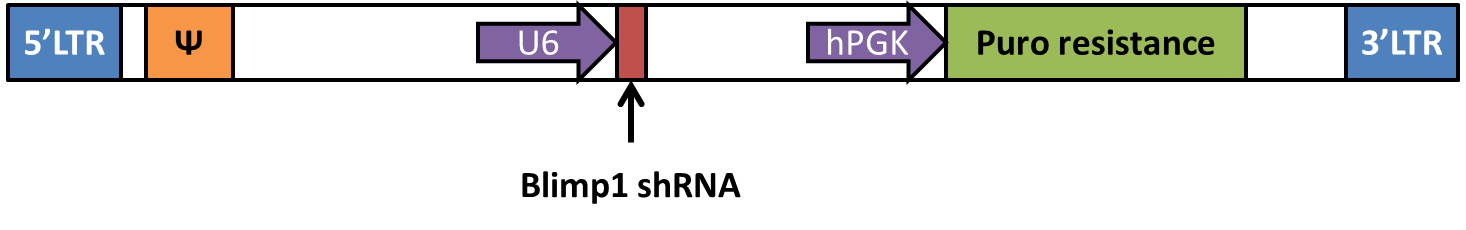 5'LTR Ψ U6 hPGK Puro resistance 3'LTR
Blimp1 shRNA